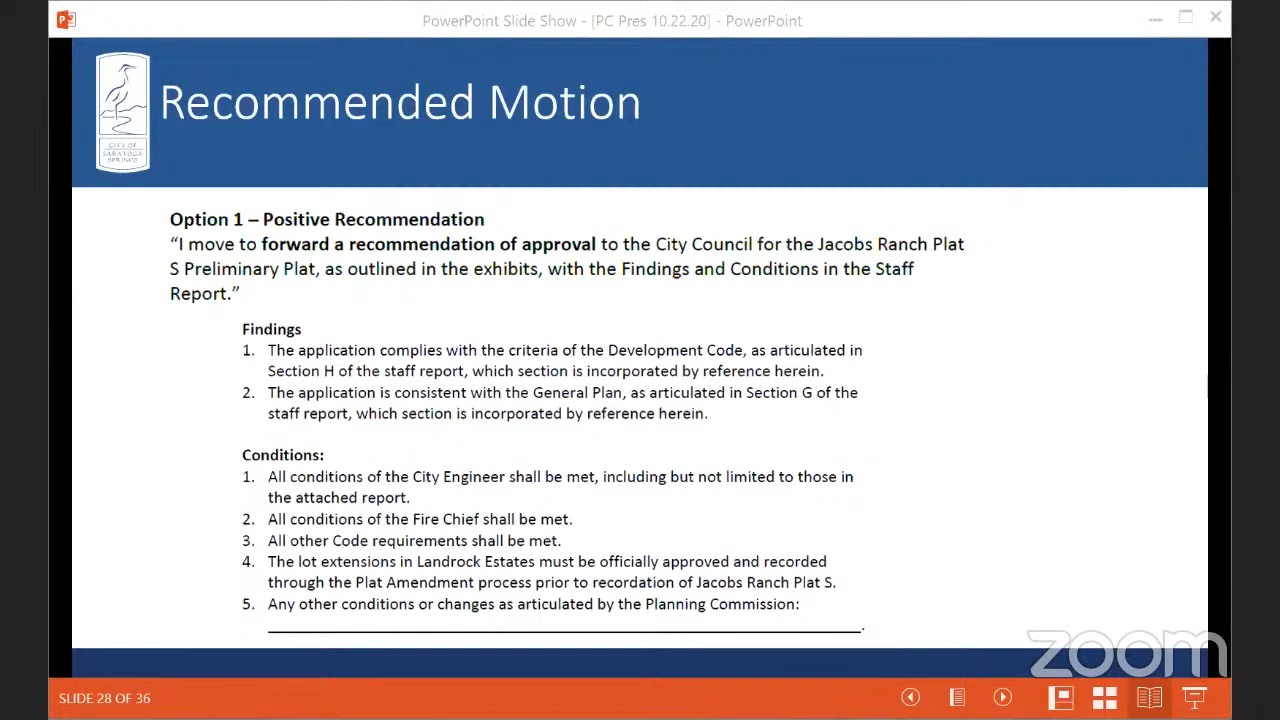 PowerPoint Slide Show - [PC Pres 10.22.20] - PowerPoint
CITY OF
SARATOGA
SPRINGS
Recommended Motion
Option 1 – Positive Recommendation
“I move to forward a recommendation of approval to the City Council for the Jacobs Ranch Plat
S Preliminary Plat, as outlined in the exhibits, with the Findings and Conditions in the Staff
Report.”
Findings
1. The application complies with the criteria of the Development Code, as articulated in
Section H of the staff report, which section is incorporated by reference herein.
2. The application is consistent with the General Plan, as articulated in Section G of the
staff report, which section is incorporated by reference herein.
Conditions:
1. All conditions of the City Engineer shall be met, including but not limited to those in
the attached report.
2. All conditions of the Fire Chief shall be met.
3. All other Code requirements shall be met.
4. The lot extensions in Landrock Estates must be officially approved and recorded
through the Plat Amendment process prior to recordation of Jacobs Ranch Plat S.
5. Any other conditions or changes as articulated by the Planning Commission:
______________________________________________________________.
zoom
SLIDE 28 OF 36